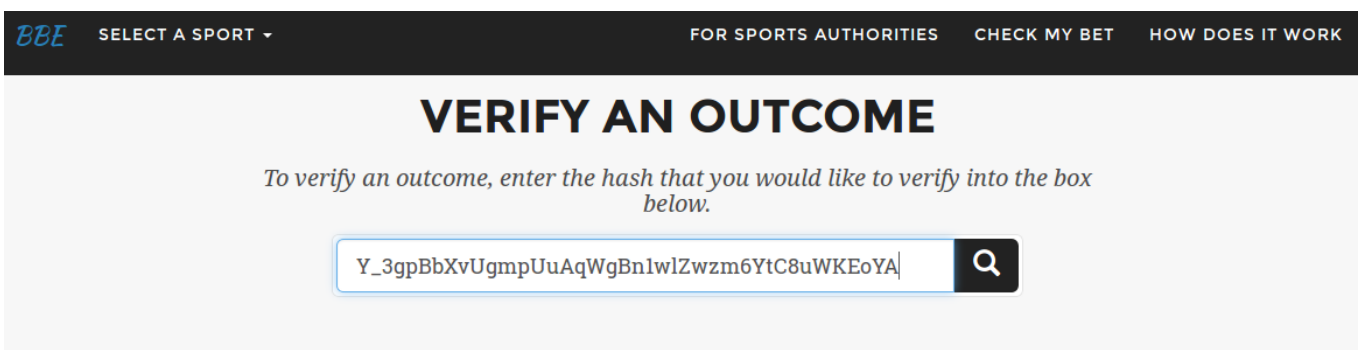 BBE SELECT A SPORT FOR SPORTS AUTHORITIES CHECK MY BET HOW DOES IT WORK
VERIFY AN OUTCOME
To verify an outcome, enter the hash that you would like to verify into the box
below.
Y_3gpBbXvUgmpUuAqWgBn1wlZwzm6YtC8uWKEoYA